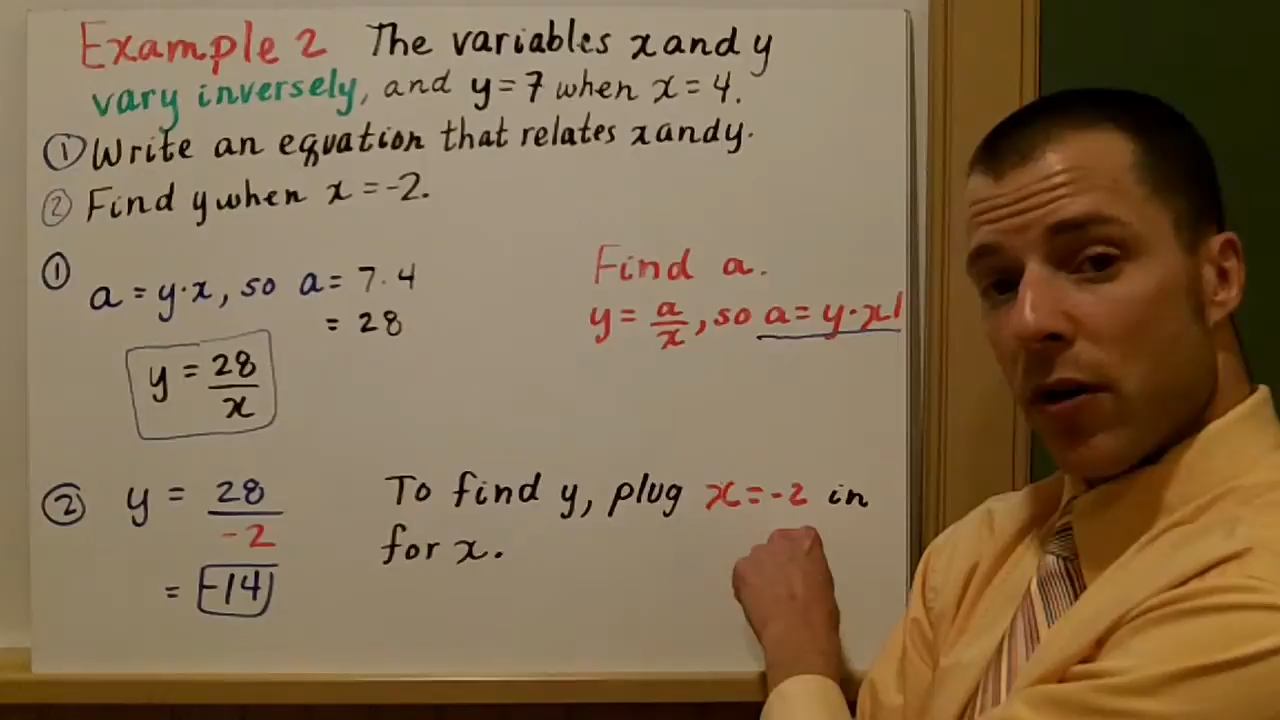 Example 2 The variables x and y
vary inversely, and y = 7 when x = 4.
① Write an equation that relates x and y.
② Find y when x = -2.
①
a = y·x, so a = 7·4
= 28
y = 28/x
Find a.
y = a/x, so a = y·x!
② y = 28/-2
= -14
To find y, plug x = -2 in
for x.